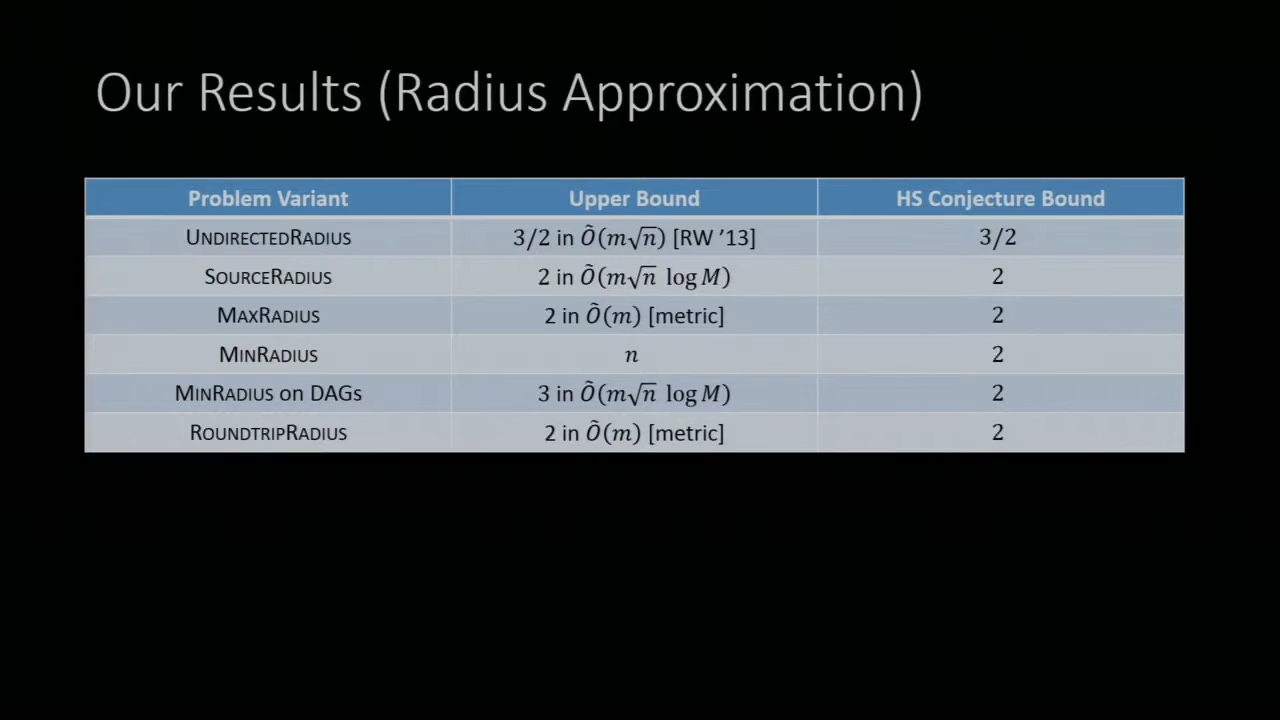 Our Results (Radius Approximation)
Problem Variant Upper Bound HS Conjecture Bound
UNDIRECTEDRADIUS 3/2 in Õ(m√n) [RW ’13] 3/2
SOURCERADIUS 2 in Õ(m√n log M) 2
MAXRADIUS 2 in Õ(m) [metric] 2
MINRADIUS n 2
MINRADIUS on DAGS 3 in Õ(m√n log M) 2
ROUNDTRIPRADIUS 2 in Õ(m) [metric] 2